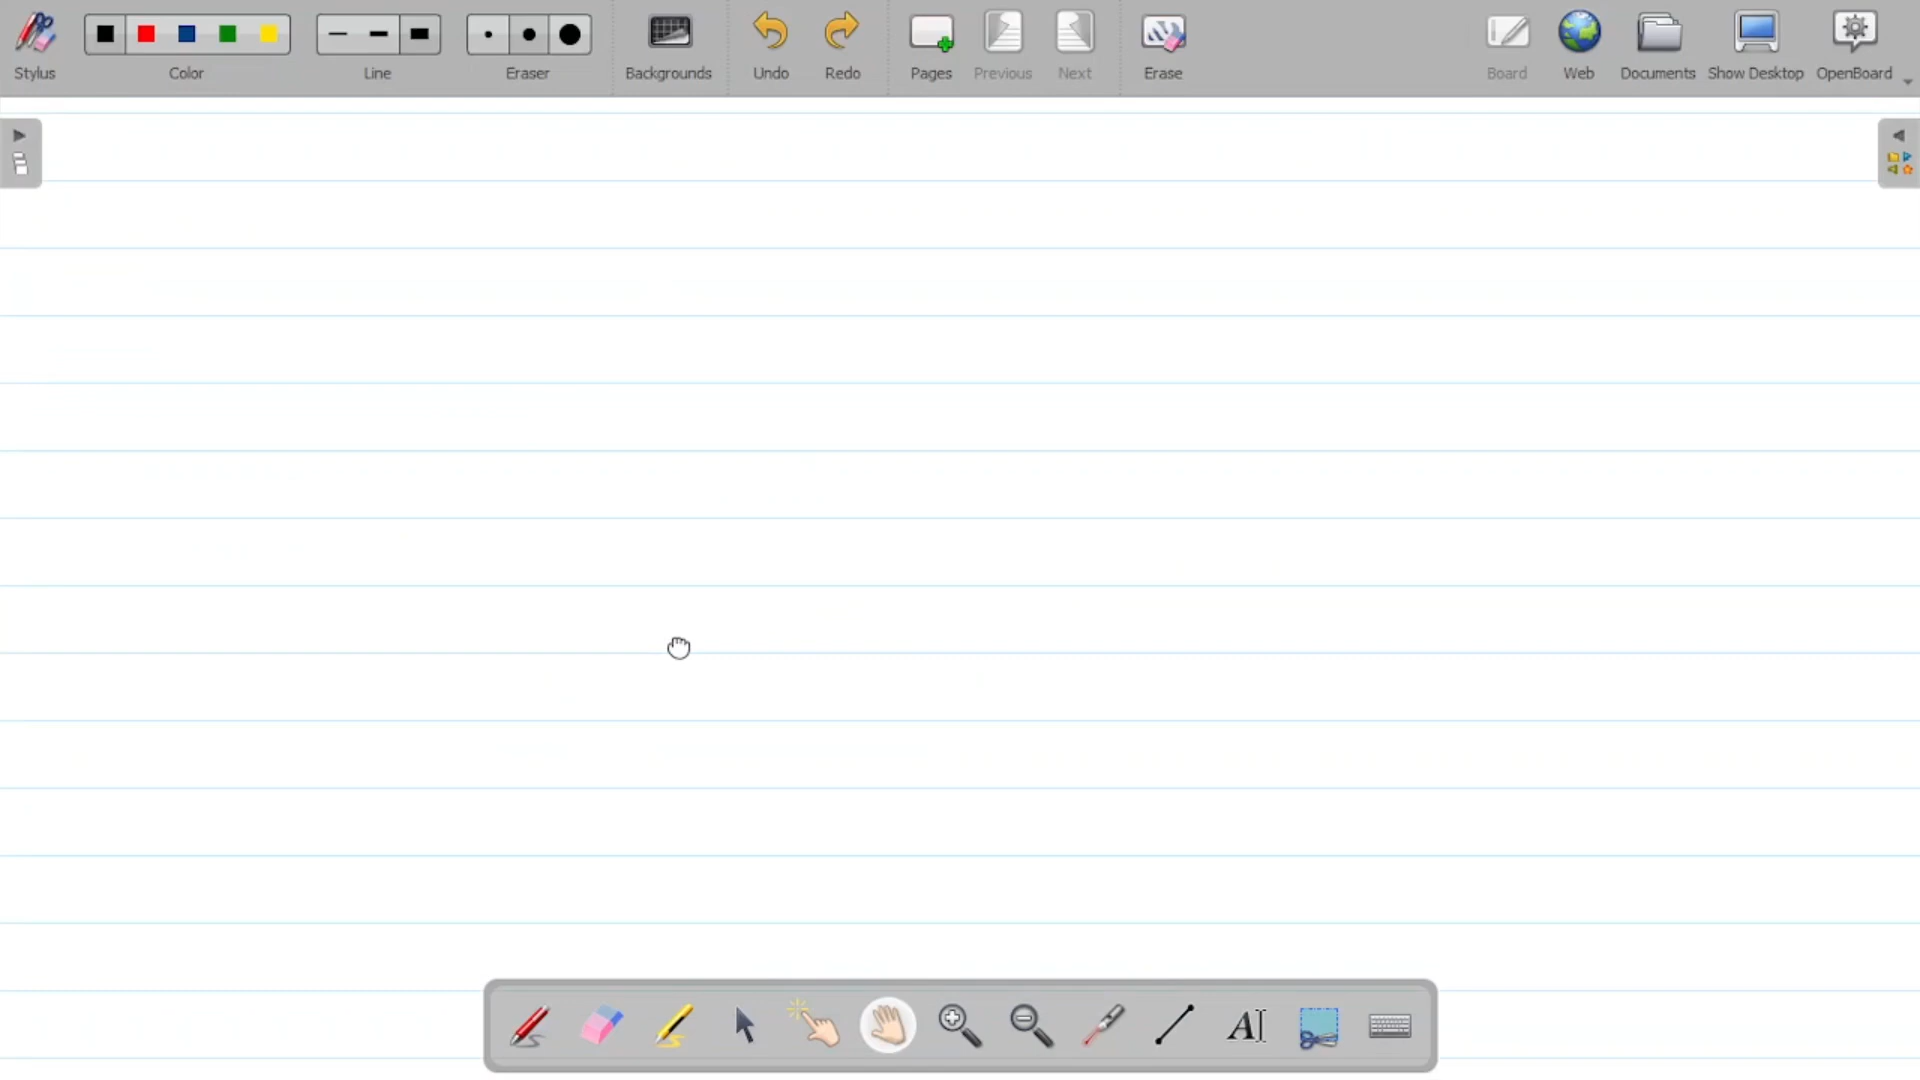 Stylus
Color
Line
Eraser
Backgrounds
Undo
Redo
Pages
Previous
Next
Erase
Board
Web
Documents
Show Desktop
OpenBoard